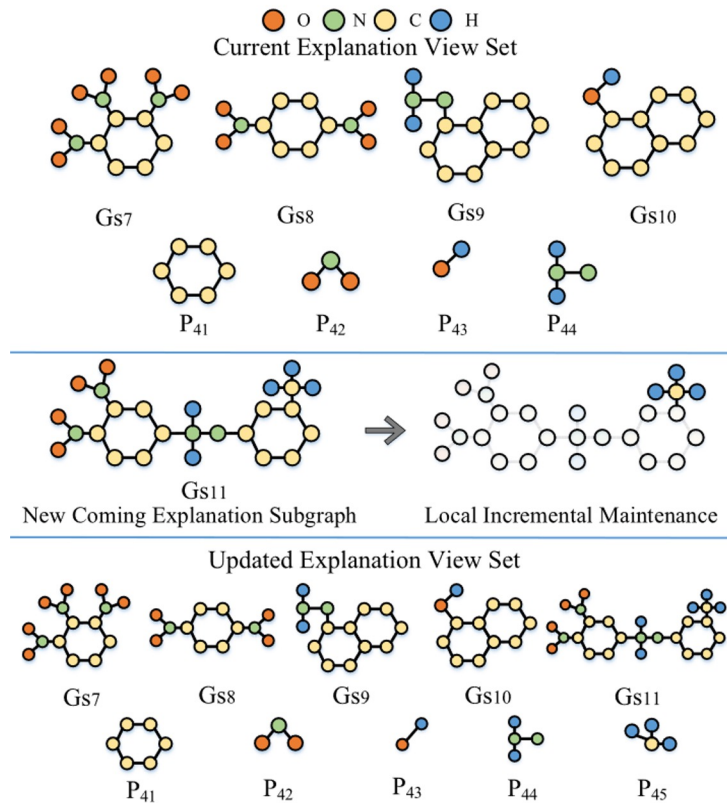 O N C H
Current Explanation View Set
Gs7 Gs8 Gs9 Gs10
P41 P42 P43 P44
Gs11
New Coming Explanation Subgraph Local Incremental Maintenance
Updated Explanation View Set
Gs7 Gs8 Gs9 Gs10 Gs11
P41 P42 P43 P44 P45